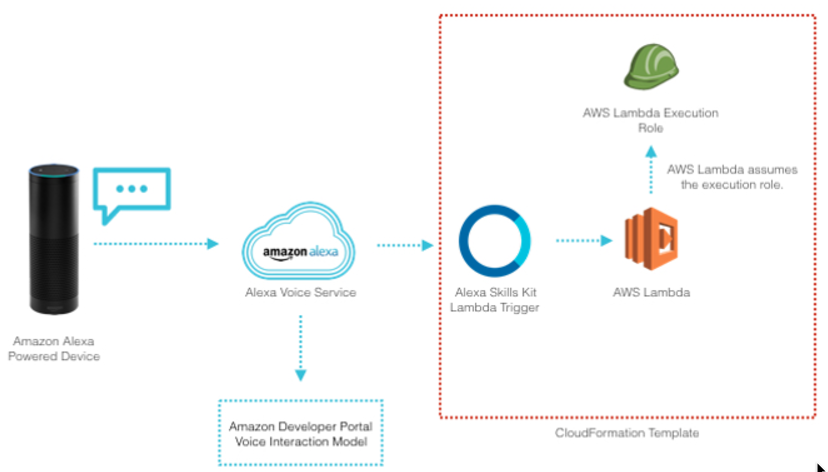 AWS Lambda Execution
Role
AWS Lambda assumes
the execution role.
amazon alexa
Alexa Voice Service
Alexa Skills Kit
Lambda Trigger
AWS Lambda
Amazon Alexa
Powered Device
Amazon Developer Portal
Voice Interaction Model
CloudFormation Template